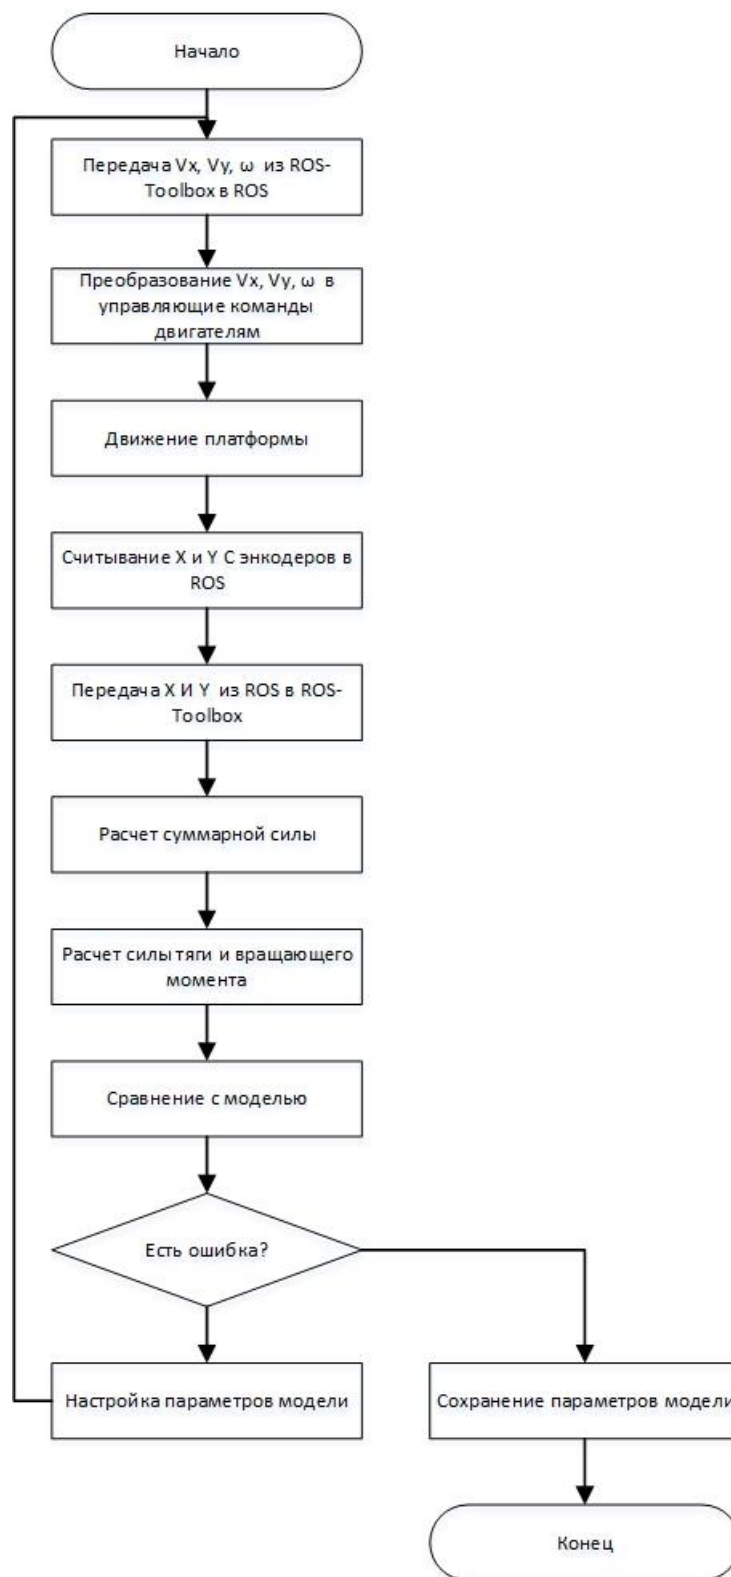 Начало
Передача Vx, Vy, ω из ROS-
Toolbox в ROS
Преобразование Vx, Vy, ω в
управляющие команды
двигателям
Движение платформы
Считывание X и Y С энкодеров в
ROS
Передача X И Y из ROS в ROS-
Toolbox
Расчет суммарной силы
Расчет силы тяги и вращающего
момента
Сравнение с моделью
Есть ошибка?
Настройка параметров модели
Сохранение параметров модели
Конец